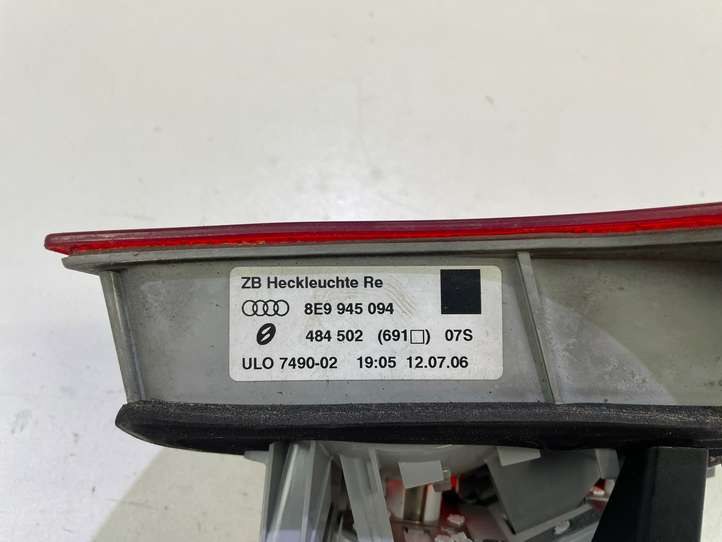 ZB Heckleuchte Re
8E9 945 094
484 502 (691□) 07S
ULO 7490-02 19:05 12.07.06